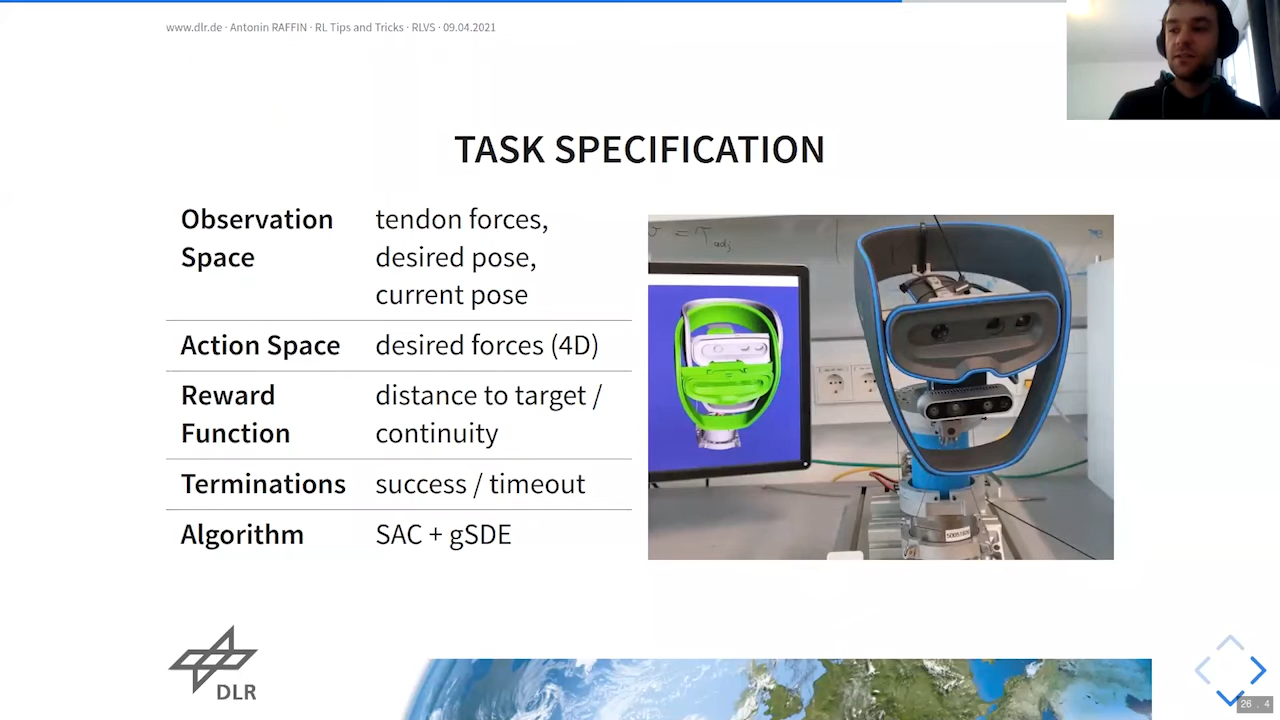 www.dlr.de · Antonin RAFFIN · RL Tips and Tricks · RLVS · 09.04.2021
TASK SPECIFICATION
Observation Space
tendon forces,
desired pose,
current pose
Action Space
desired forces (4D)
Reward Function
distance to target /
continuity
Terminations
success / timeout
Algorithm
SAC + gSDE
DLR
26 . 4